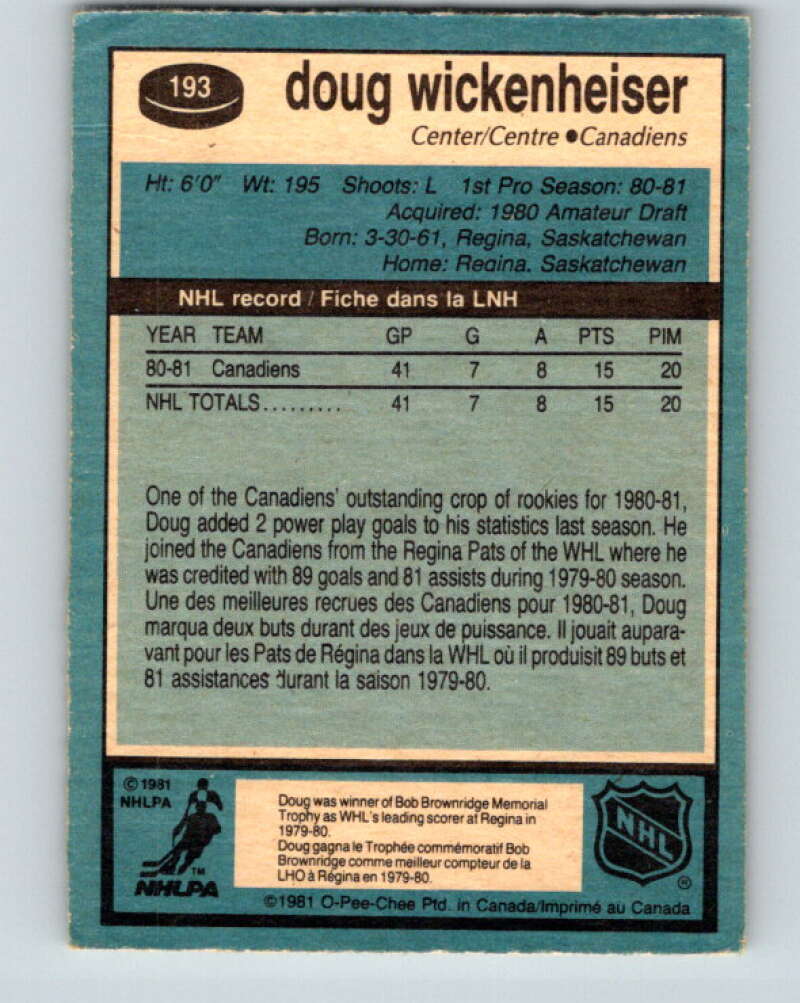 193
doug wickenheiser
Center/Centre ●Canadiens
Ht: 6'0" Wt: 195 Shoots: L 1st Pro Season: 80-81
Acquired: 1980 Amateur Draft
Born: 3-30-61, Regina, Saskatchewan
Home: Regina, Saskatchewan
NHL record / Fiche dans la LNH
YEAR TEAM GP G A PTS PIM
80-81 Canadiens 41 7 8 15 20
NHL TOTALS......... 41 7 8 15 20
One of the Canadiens' outstanding crop of rookies for 1980-81,
Doug added 2 power play goals to his statistics last season. He
joined the Canadiens from the Regina Pats of the WHL where he
was credited with 89 goals and 81 assists during 1979-80 season.
Une des meilleures recrues des Canadiens pour 1980-81, Doug
marqua deux buts durant des jeux de puissance. Il jouait aupara-
vant pour les Pats de Régina dans la WHL où il produisit 89 buts et
81 assistances durant la saison 1979-80.
© 1981
NHLPA
TM
NHLPA
Doug was winner of Bob Brownridge Memorial
Trophy as WHL's leading scorer at Regina in
1979-80.
Doug gagna le Trophée commémoratif Bob
Brownridge comme meilleur compteur de la
LHO à Régina en 1979-80.
NHL
®
©1981 O-Pee-Chee Ptd. in Canada/Imprimé au Canada